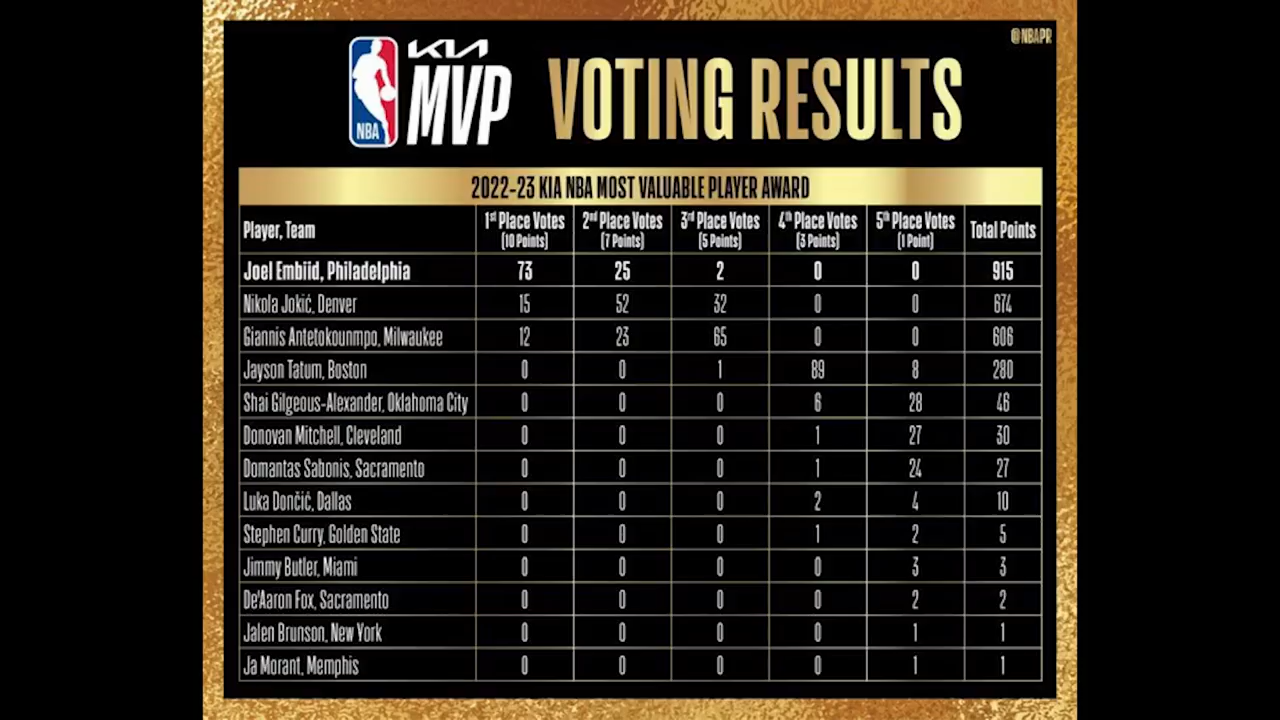 @NBAPR
KIA
NBA MVP VOTING RESULTS
2022-23 KIA NBA MOST VALUABLE PLAYER AWARD
Player, Team 1st Place Votes (10 Points) 2nd Place Votes (7 Points) 3rd Place Votes (5 Points) 4th Place Votes (3 Points) 5th Place Votes (1 Point) Total Points
Joel Embiid, Philadelphia 73 25 2 0 0 915
Nikola Jokić, Denver 15 52 32 0 0 674
Giannis Antetokounmpo, Milwaukee 12 23 65 0 0 606
Jayson Tatum, Boston 0 0 1 89 8 280
Shai Gilgeous-Alexander, Oklahoma City 0 0 0 6 28 46
Donovan Mitchell, Cleveland 0 0 0 1 27 30
Domantas Sabonis, Sacramento 0 0 0 1 24 27
Luka Dončić, Dallas 0 0 0 2 4 10
Stephen Curry, Golden State 0 0 0 1 2 5
Jimmy Butler, Miami 0 0 0 0 3 3
De'Aaron Fox, Sacramento 0 0 0 0 2 2
Jalen Brunson, New York 0 0 0 0 1 1
Ja Morant, Memphis 0 0 0 0 1 1